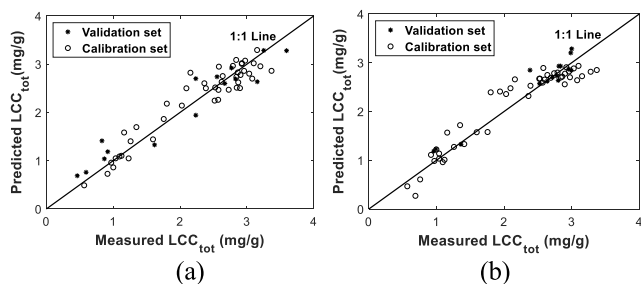 4
3
2
1
0
Predicted LCC_tot (mg/g)
Validation set
Calibration set
1:1 Line
0 1 2 3 4
Measured LCC_tot (mg/g)
(a)
4
3
2
1
0
Predicted LCC_tot (mg/g)
Validation set
Calibration set
1:1 Line
0 1 2 3 4
Measured LCC_tot (mg/g)
(b)